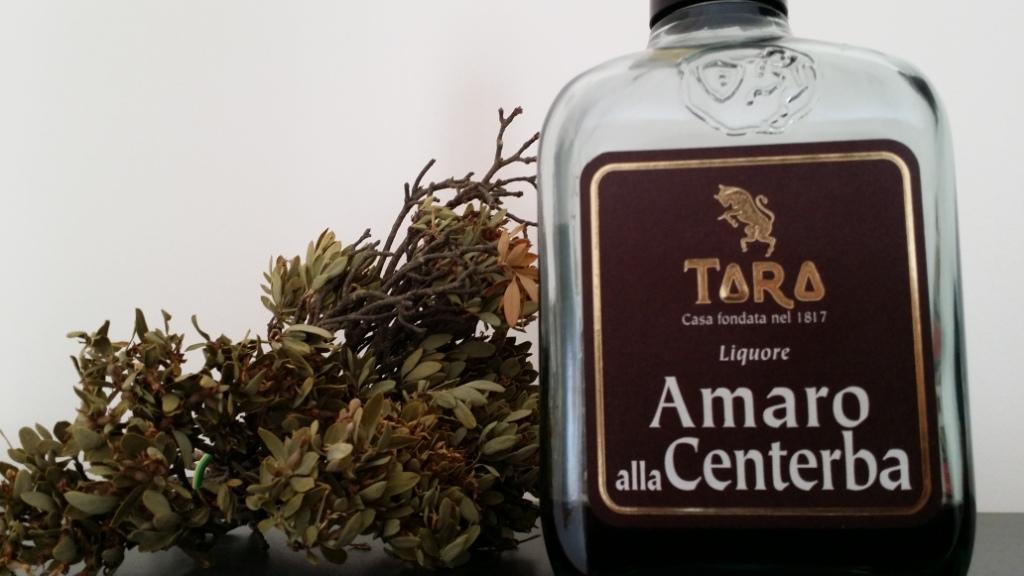 TORO
Casa fondata nel 1817
Liquore
Amaro
alla Centerba